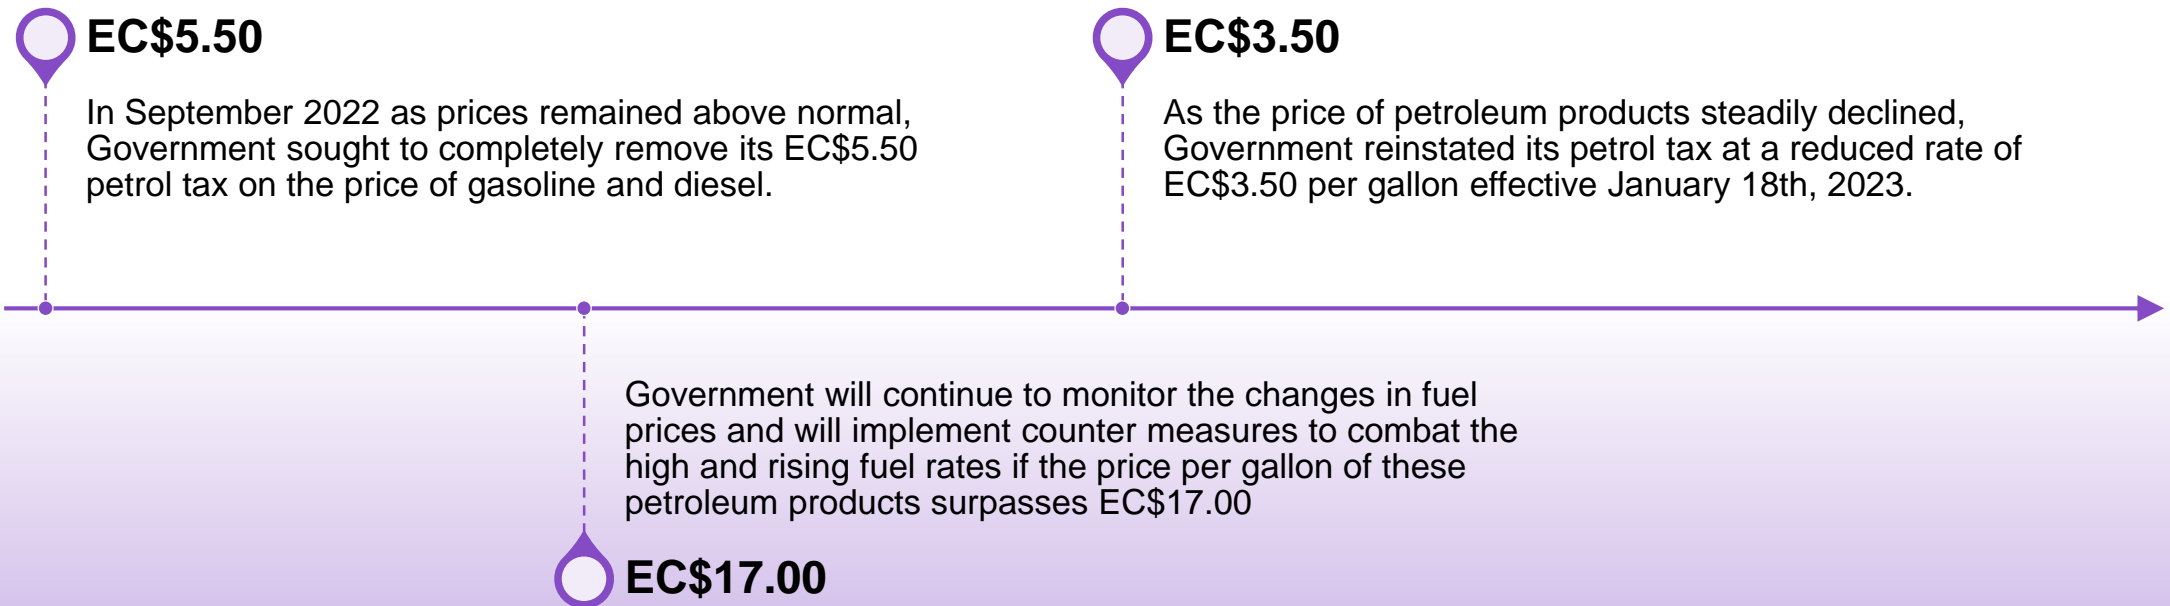 EC$5.50
In September 2022 as prices remained above normal,
Government sought to completely remove its EC$5.50
petrol tax on the price of gasoline and diesel.
EC$3.50
As the price of petroleum products steadily declined,
Government reinstated its petrol tax at a reduced rate of
EC$3.50 per gallon effective January 18th, 2023.
Government will continue to monitor the changes in fuel
prices and will implement counter measures to combat the
high and rising fuel rates if the price per gallon of these
petroleum products surpasses EC$17.00
EC$17.00